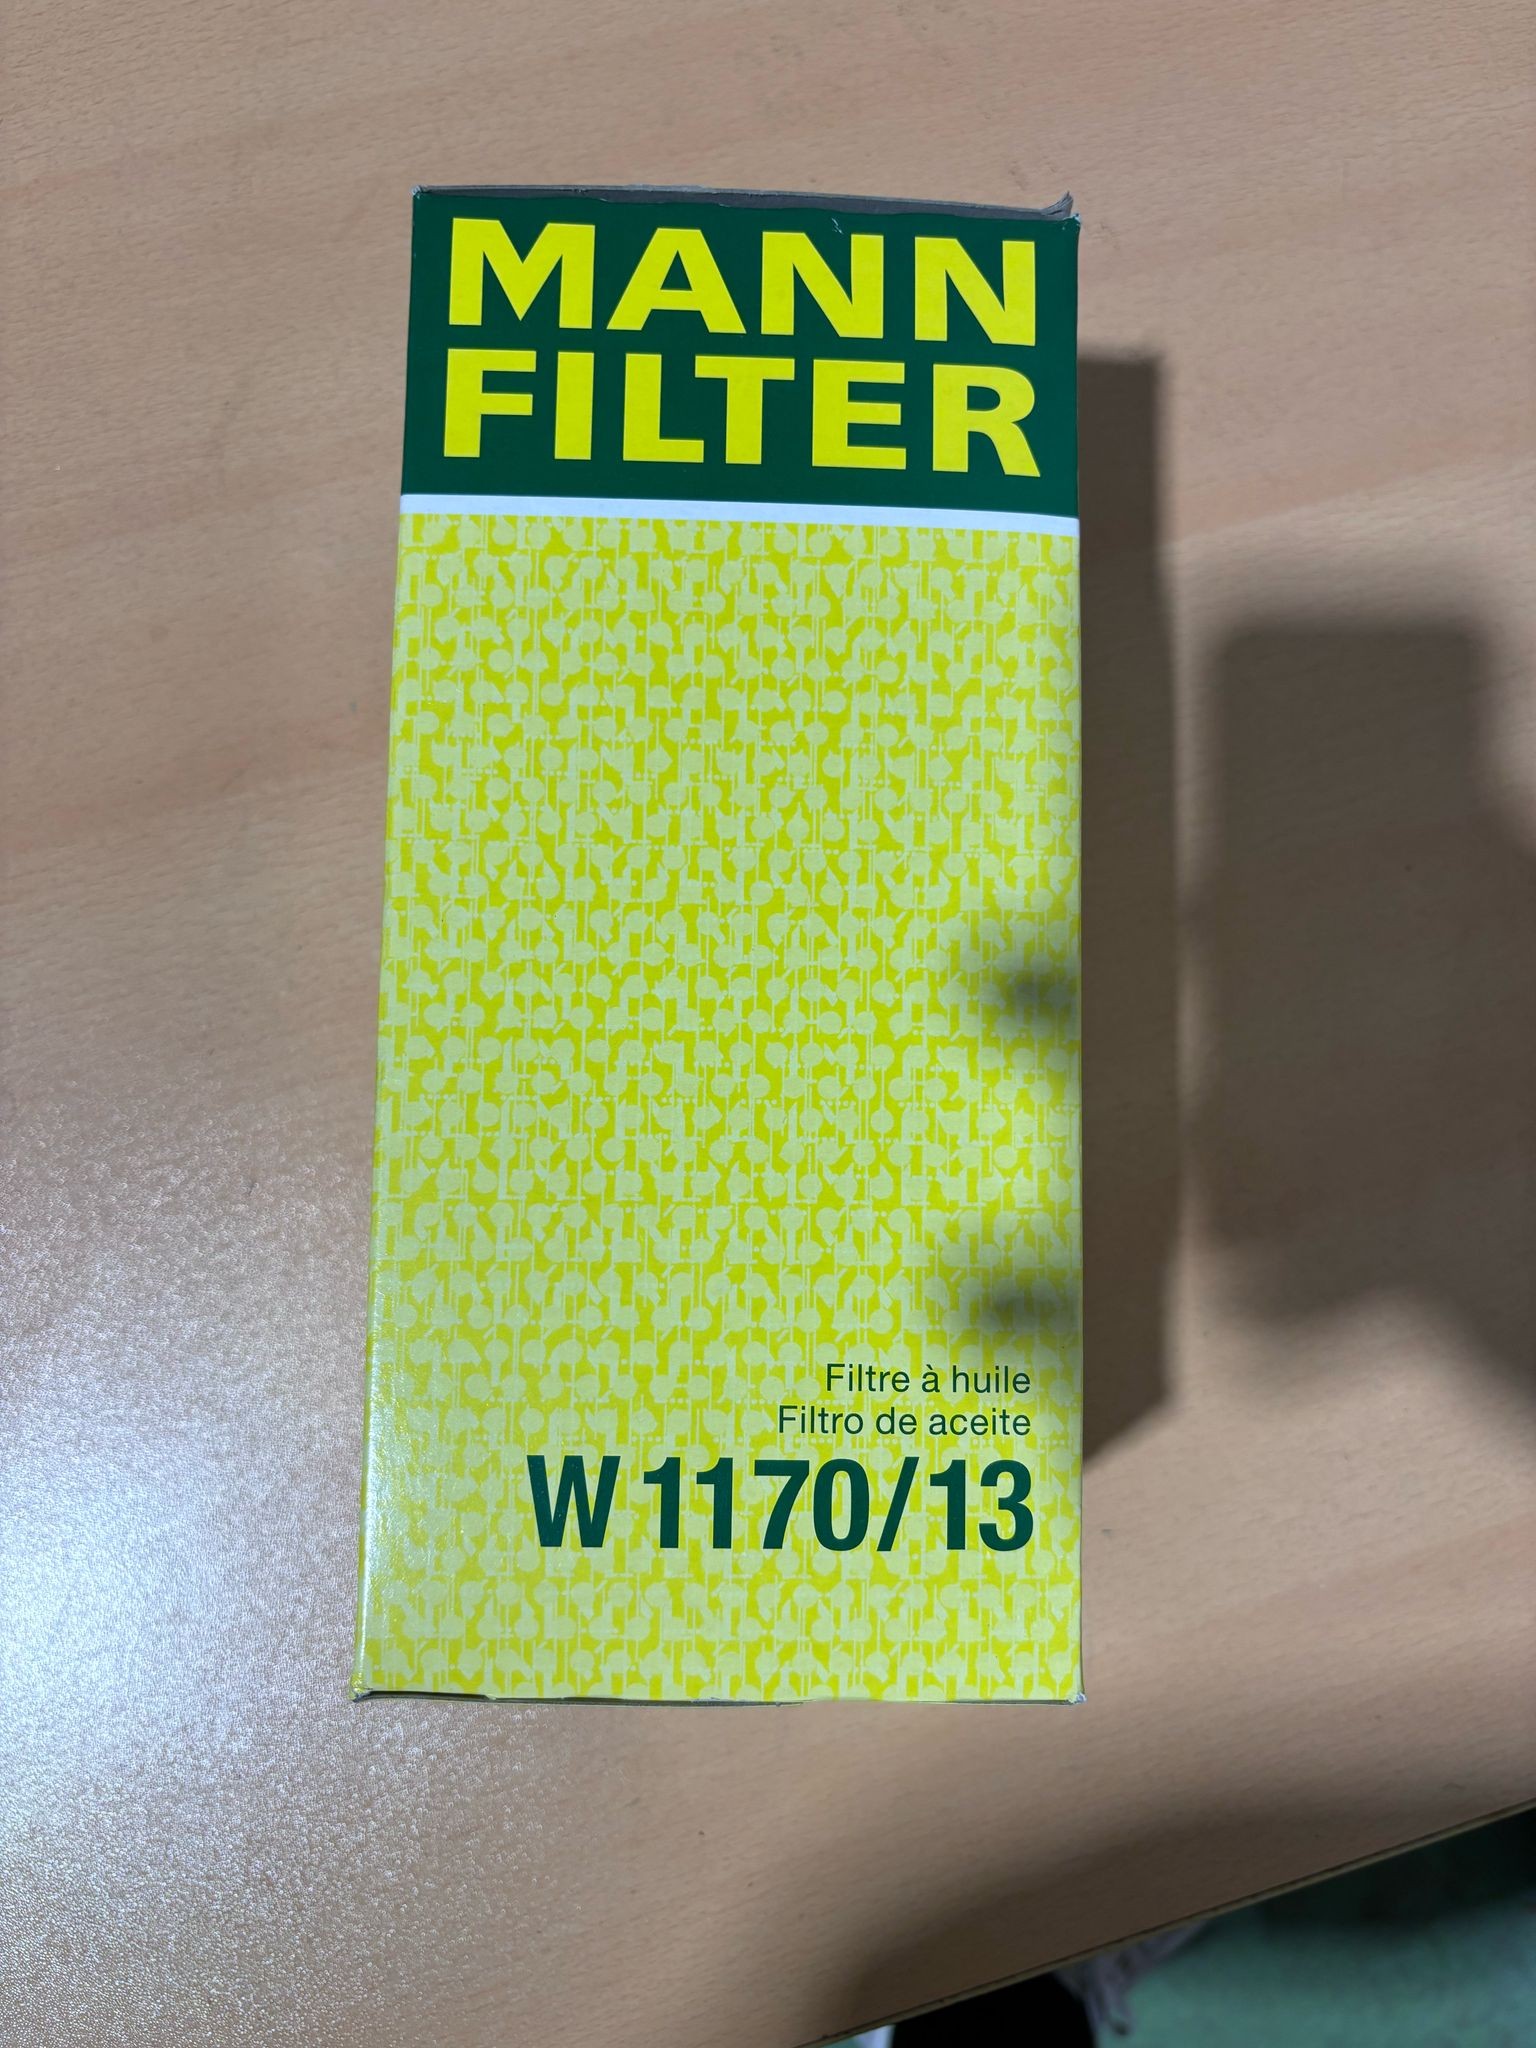 MANN
FILTER
Filtre à huile
Filtro de aceite
W 1170/13